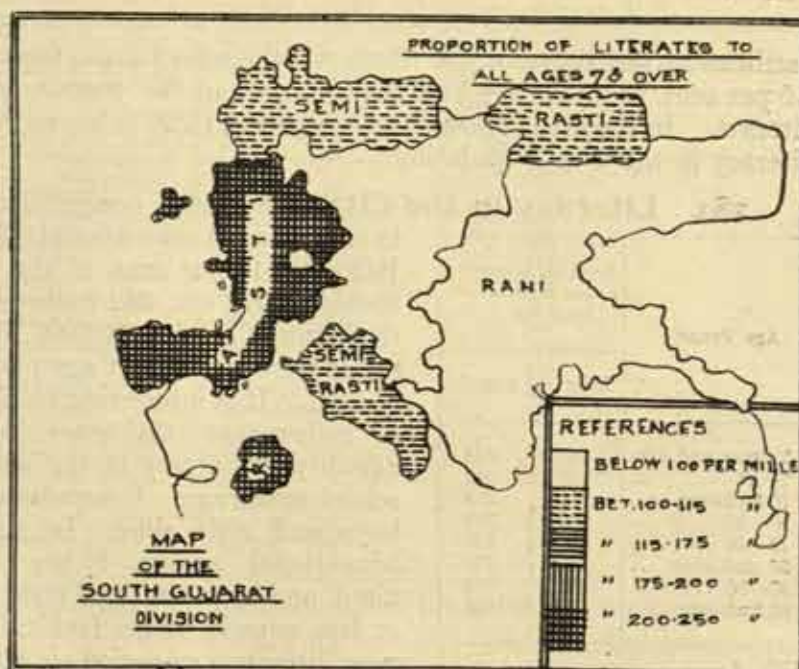 PROPORTION OF LITERATES TO
ALL AGES 7 & OVER
SEMI
RASTI
RASTI
RANI
SEMI
RASTI
MAP
OF THE
SOUTH GUJARAT
DIVISION
REFERENCES
BELOW 100 PER MILLE
BET. 100-115 "
" 115-175 "
" 175-200 "
" 200-250 "